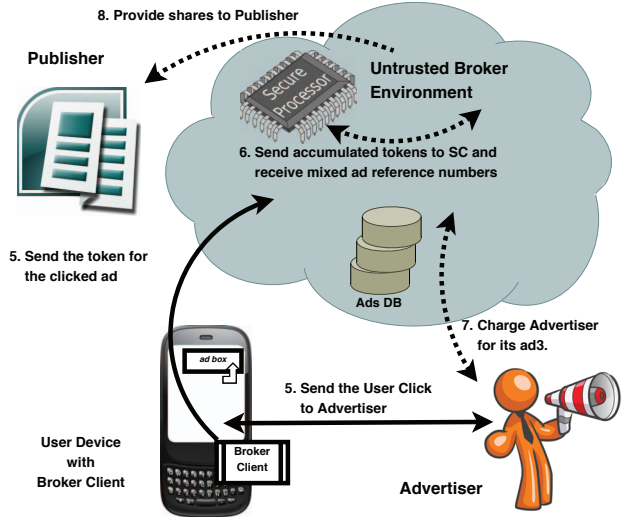 8. Provide shares to Publisher
Publisher
Secure
Processor
Untrusted Broker
Environment
6. Send accumulated tokens to SC and
receive mixed ad reference numbers
5. Send the token for
the clicked ad
Ads DB
7. Charge Advertiser
for its ad3.
ad box
5. Send the User Click
to Advertiser
User Device
with
Broker Client
Broker
Client
Advertiser